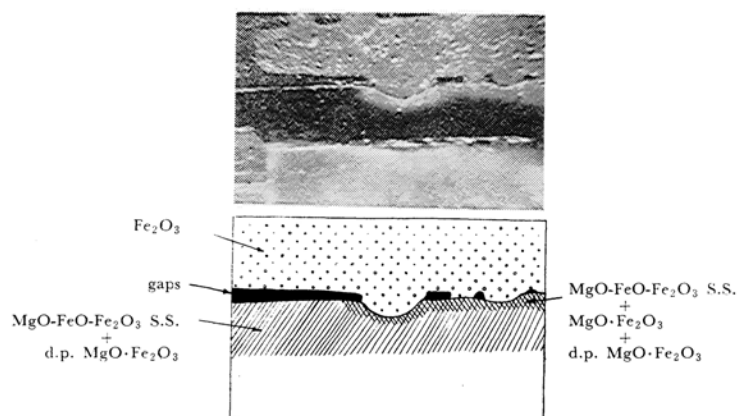 Fe₂O₃
gaps
MgO-FeO-Fe₂O₃ S.S.
+
d.p. MgO·Fe₂O₃
MgO-FeO-Fe₂O₃ S.S.
+
MgO·Fe₂O₃
+
d.p. MgO·Fe₂O₃